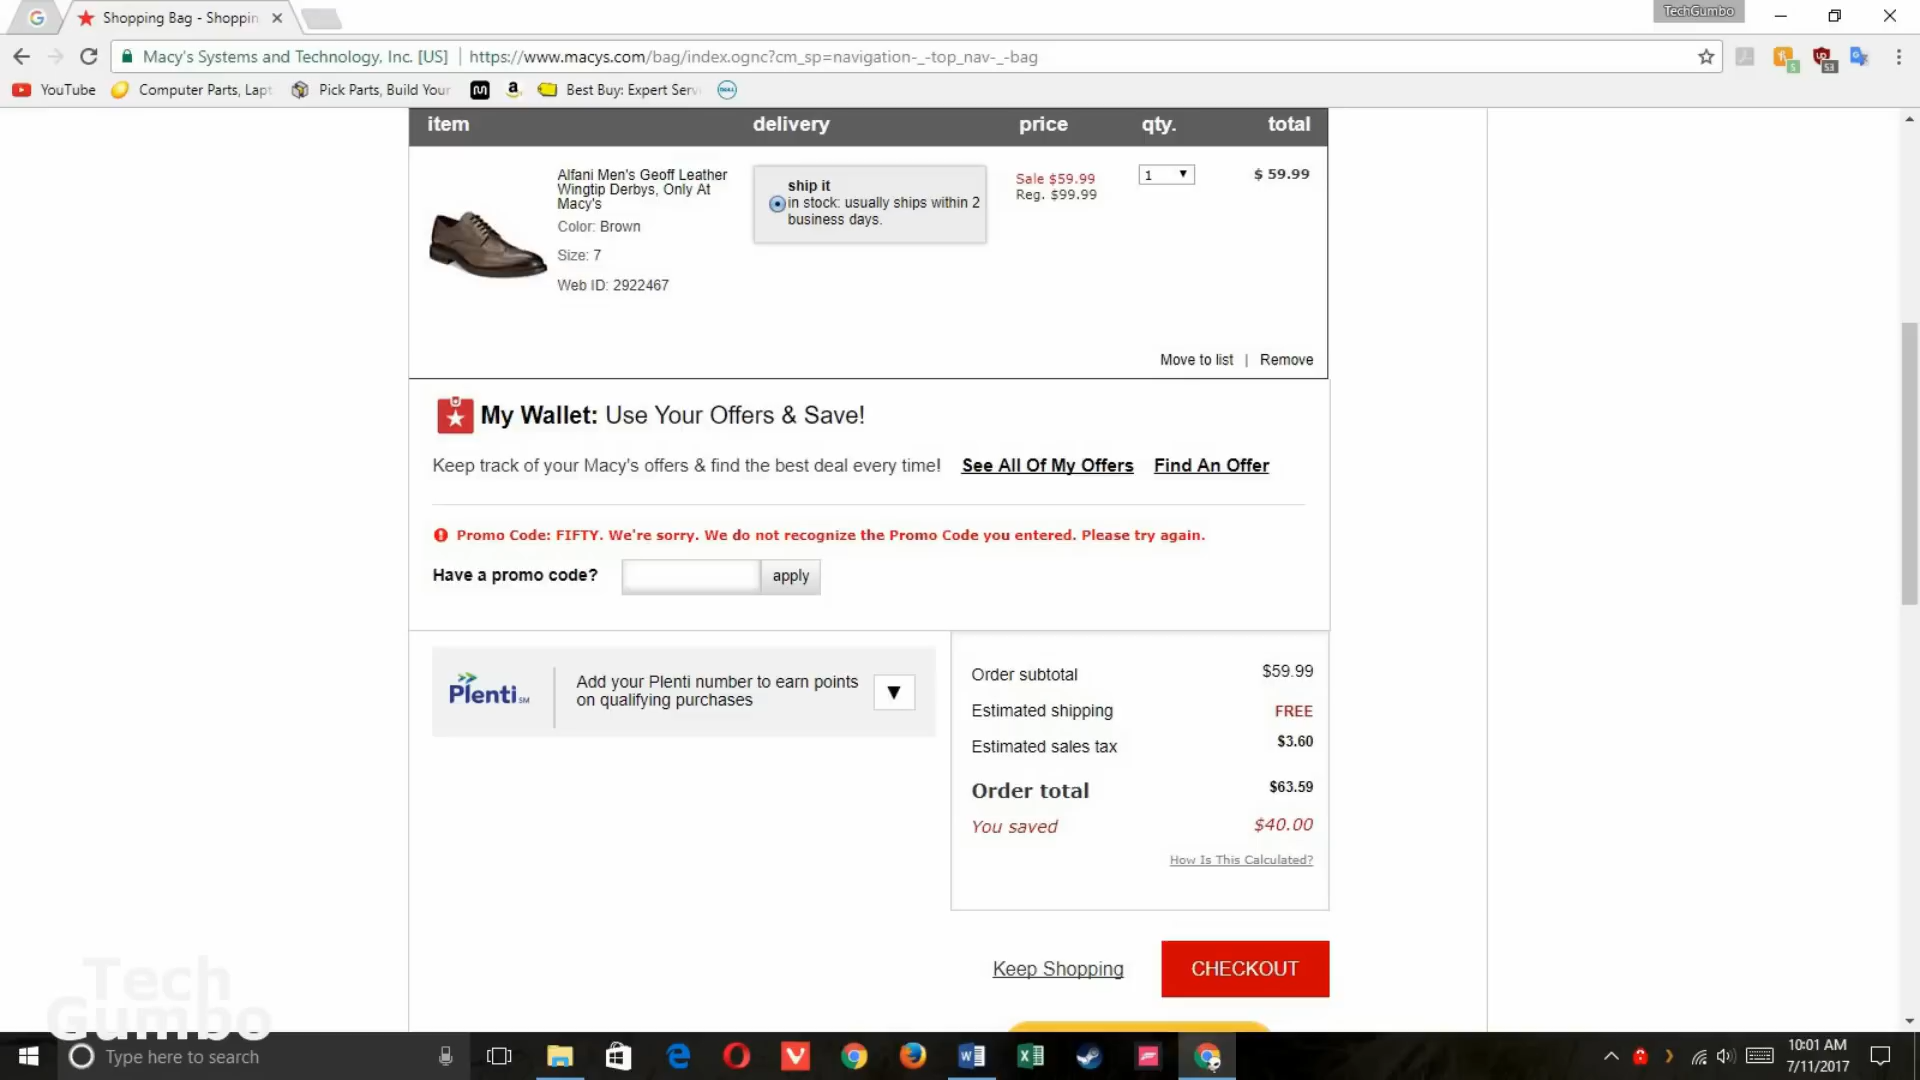 Shopping Bag - Shoppin
TechGumbo
Macy's Systems and Technology, Inc. [US] | https://www.macys.com/bag/index.ognc?cm_sp=navigation-_-top_nav-_-bag
5
53
YouTube
Computer Parts, Lapt
Pick Parts, Build Your
Best Buy: Expert Serv
item delivery price qty. total
Alfani Men's Geoff Leather
Wingtip Derbys, Only At
Macy's
Color: Brown
Size: 7
Web ID: 2922467
ship it
in stock: usually ships within 2
business days.
Sale $59.99
Reg. $99.99
1
$ 59.99
Move to list | Remove
My Wallet: Use Your Offers & Save!
Keep track of your Macy's offers & find the best deal every time! See All Of My Offers Find An Offer
Promo Code: FIFTY. We're sorry. We do not recognize the Promo Code you entered. Please try again.
Have a promo code? apply
Plenti SM
Add your Plenti number to earn points
on qualifying purchases
Order subtotal $59.99
Estimated shipping FREE
Estimated sales tax $3.60
Order total $63.59
You saved $40.00
How Is This Calculated?
Keep Shopping CHECKOUT
Tech
Gumbo
Type here to search
10:01 AM
7/11/2017